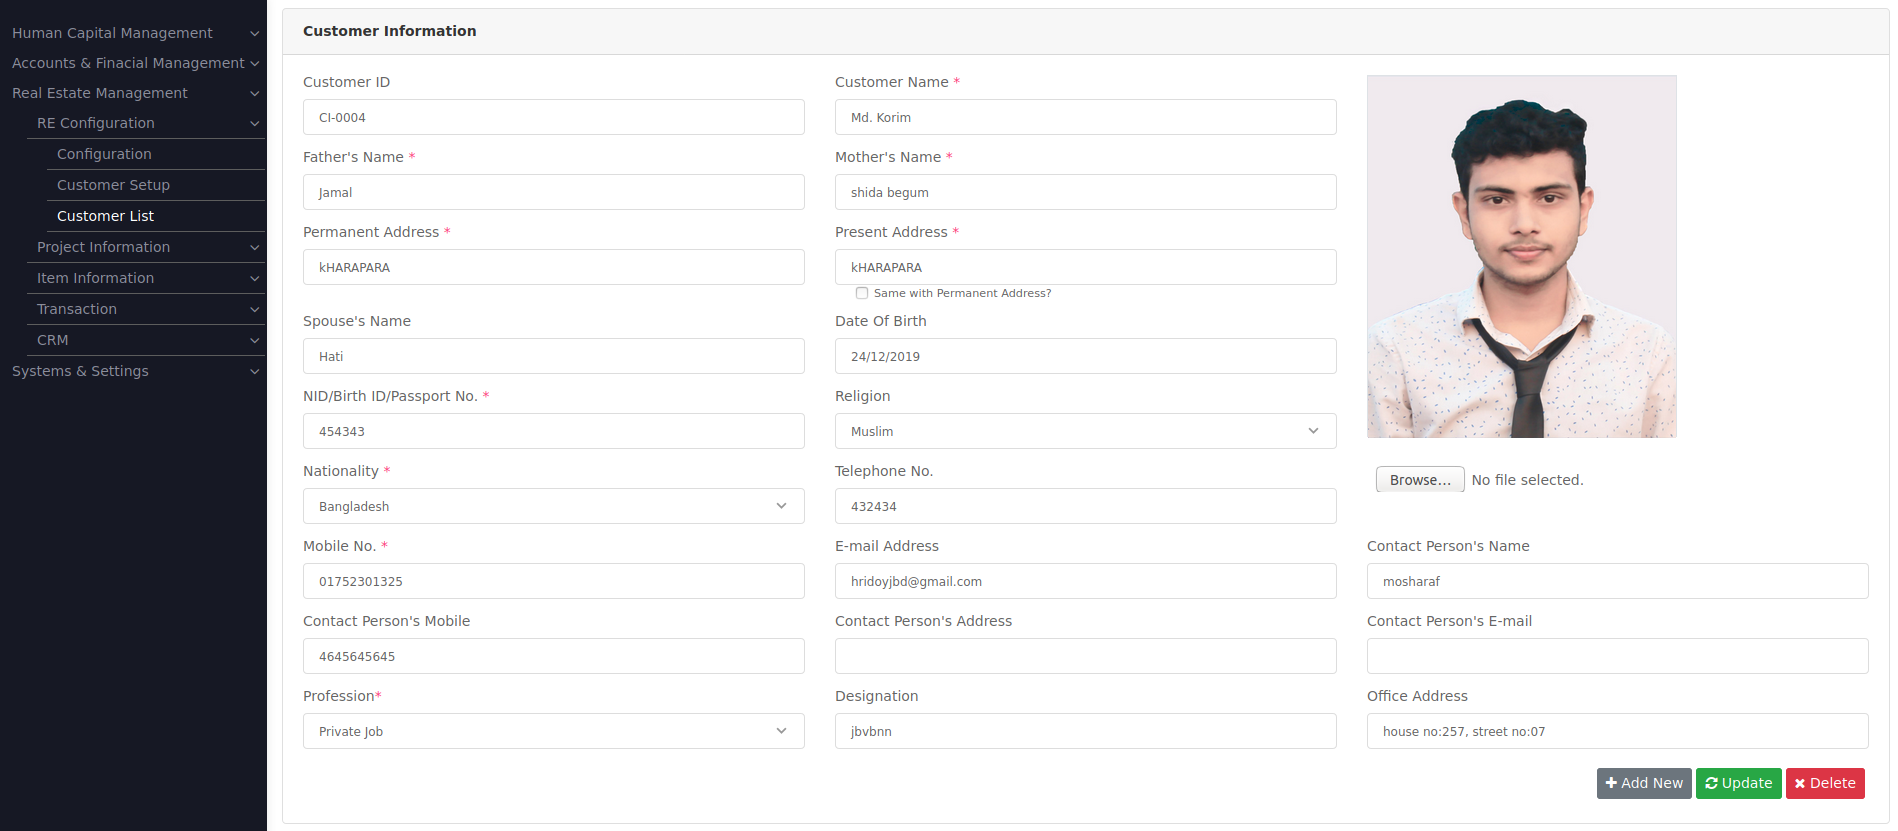 Human Capital Management
Accounts & Finacial Management
Real Estate Management
RE Configuration
Configuration
Customer Setup
Customer List
Project Information
Item Information
Transaction
CRM
Systems & Settings
Customer Information
Customer ID
CI-0004
Customer Name *
Md. Korim
Father's Name *
Jamal
Mother's Name *
shida begum
Permanent Address *
kHARAPARA
Present Address *
kHARAPARA
Same with Permanent Address?
Spouse's Name
Hati
Date Of Birth
24/12/2019
NID/Birth ID/Passport No. *
454343
Religion
Muslim
Nationality *
Bangladesh
Telephone No.
432434
Browse... No file selected.
Mobile No. *
01752301325
E-mail Address
hridoyjbd@gmail.com
Contact Person's Name
mosharaf
Contact Person's Mobile
4645645645
Contact Person's Address
Contact Person's E-mail
Profession*
Private Job
Designation
jbvbnn
Office Address
house no:257, street no:07
Add New
Update
Delete